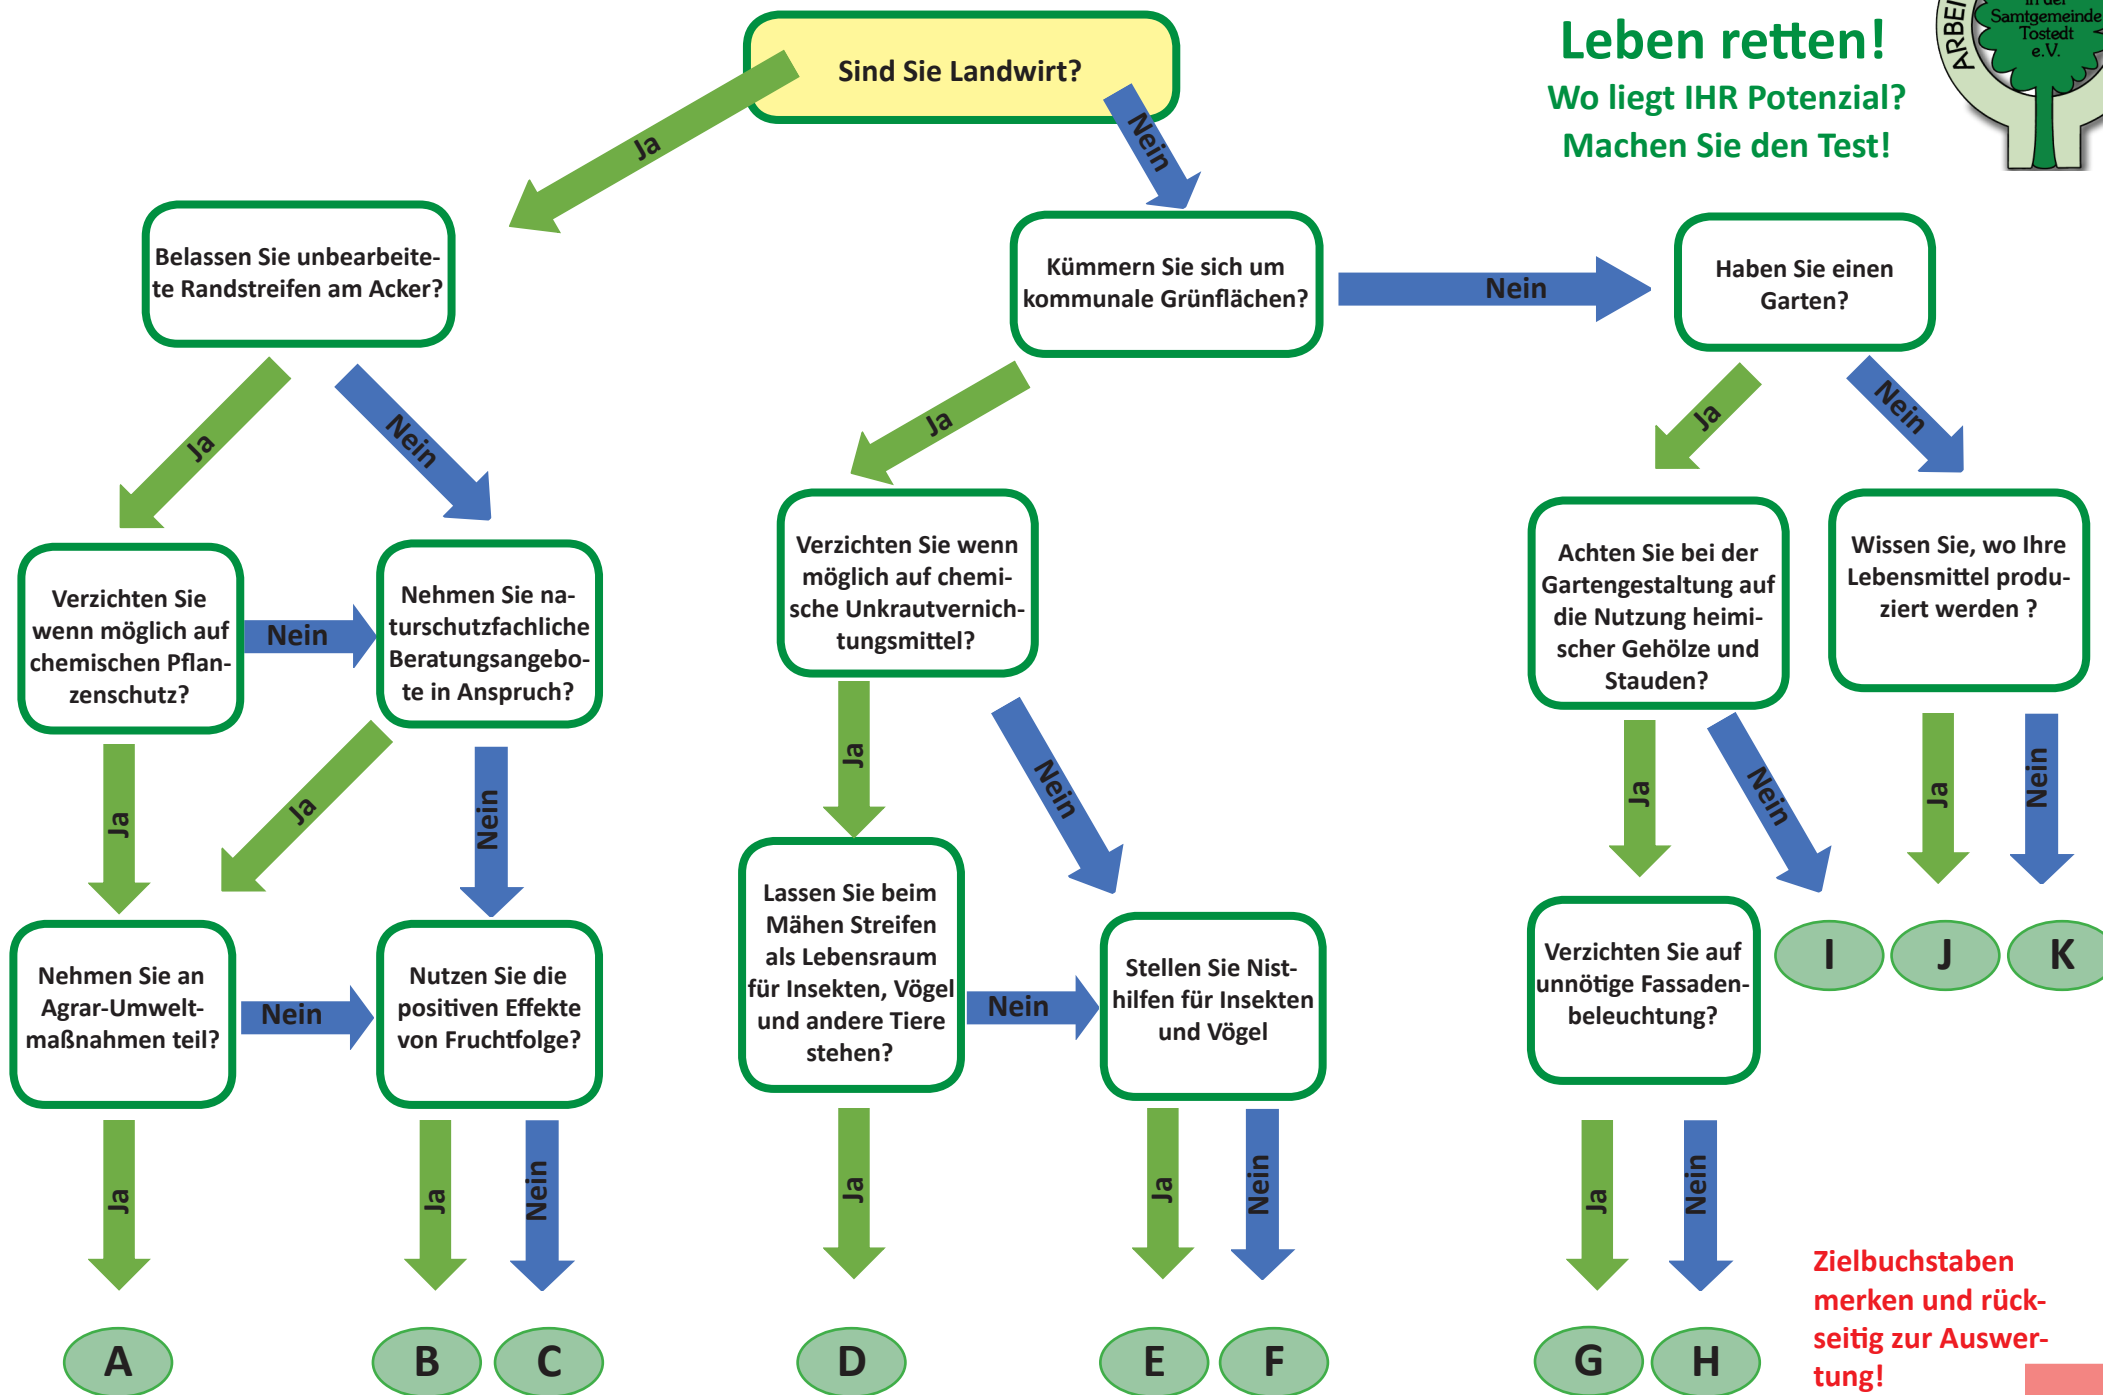 Leben retten!
Wo liegt IHR Potenzial?
Machen Sie den Test!
ARBEI
in der
Samtgemeinde
Tostedt
e.V.
Sind Sie Landwirt?
Ja
Nein
Belassen Sie unbearbeite-
te Randstreifen am Acker?
Kümmern Sie sich um
kommunale Grünflächen?
Nein
Haben Sie einen
Garten?
Ja
Nein
Ja
Ja
Nein
Verzichten Sie
wenn möglich auf
chemischen Pflan-
zenschutz?
Nein
Nehmen Sie na-
turschutzfachliche
Beratungsangebo-
te in Anspruch?
Verzichten Sie wenn
möglich auf chemi-
sche Unkrautvernich-
tungsmittel?
Achten Sie bei der
Gartengestaltung auf
die Nutzung heimi-
scher Gehölze und
Stauden?
Wissen Sie, wo Ihre
Lebensmittel produ-
ziert werden ?
Ja
Ja
Nein
Ja
Nein
Ja
Nein
Ja
Nein
Nehmen Sie an
Agrar-Umwelt-
maßnahmen teil?
Nein
Nutzen Sie die
positiven Effekte
von Fruchtfolge?
Lassen Sie beim
Mähen Streifen
als Lebensraum
für Insekten, Vögel
und andere Tiere
stehen?
Nein
Stellen Sie Nist-
hilfen für Insekten
und Vögel
Verzichten Sie auf
unnötige Fassaden-
beleuchtung?
I
J
K
Ja
Ja
Nein
Ja
Ja
Nein
Ja
Nein
A
B
C
D
E
F
G
H
Zielbuchstaben
merken und rück-
seitig zur Auswer-
tung!